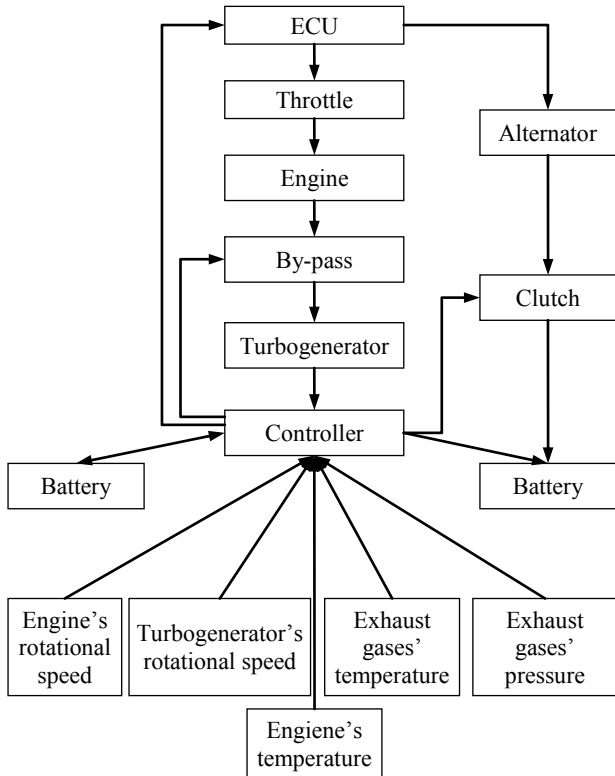 ECU
Throttle
Alternator
Engine
By-pass
Clutch
Turbogenerator
Controller
Battery
Battery
Engine’s
rotational
speed
Turbogenerator’s
rotational speed
Exhaust
gases’
temperature
Exhaust
gases’
pressure
Engiene’s
temperature